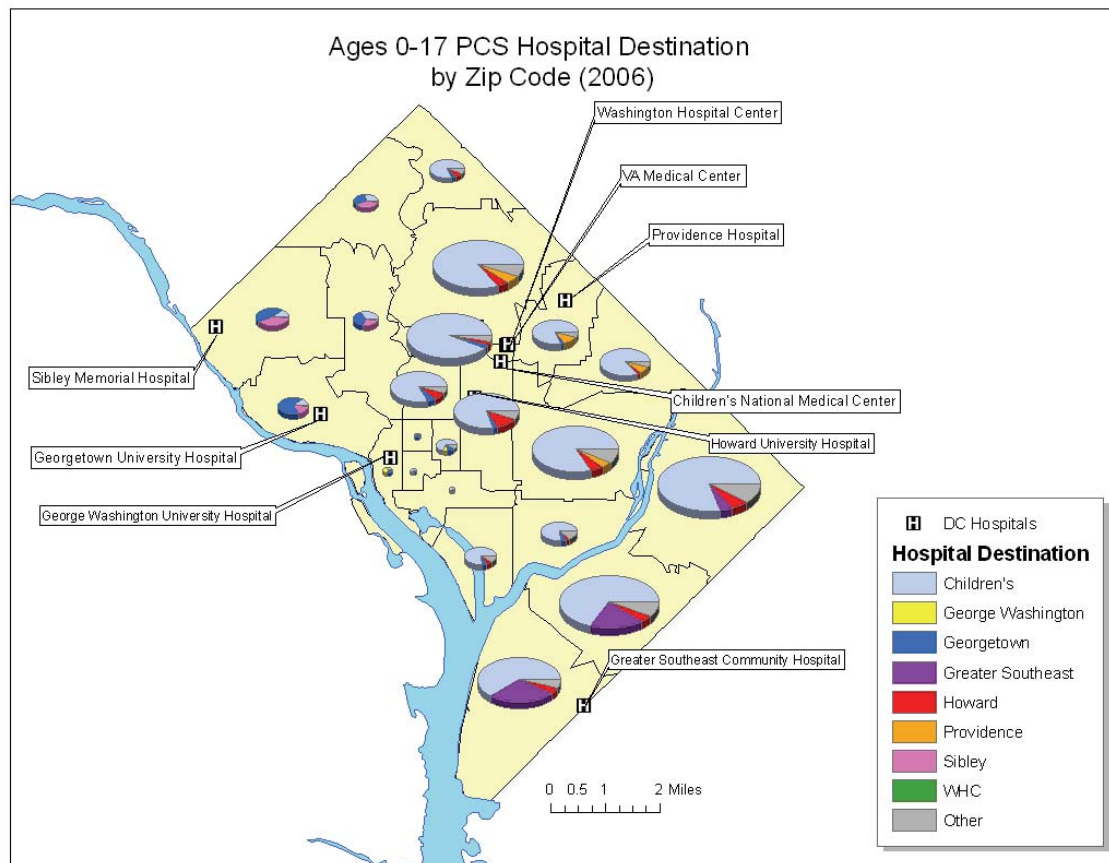 Ages 0-17 PCS Hospital Destination
by Zip Code (2006)
Washington Hospital Center
VA Medical Center
Providence Hospital
Sibley Memorial Hospital
Children's National Medical Center
Howard University Hospital
Georgetown University Hospital
George Washington University Hospital
Greater Southeast Community Hospital
0 0.5 1 2 Miles
H DC Hospitals
Hospital Destination
Children's
George Washington
Georgetown
Greater Southeast
Howard
Providence
Sibley
WHC
Other